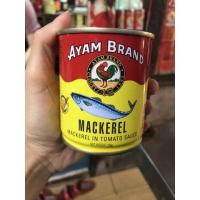 AYAM BRAND
MACKEREL
MACKEREL IN TOMATO SAUCE